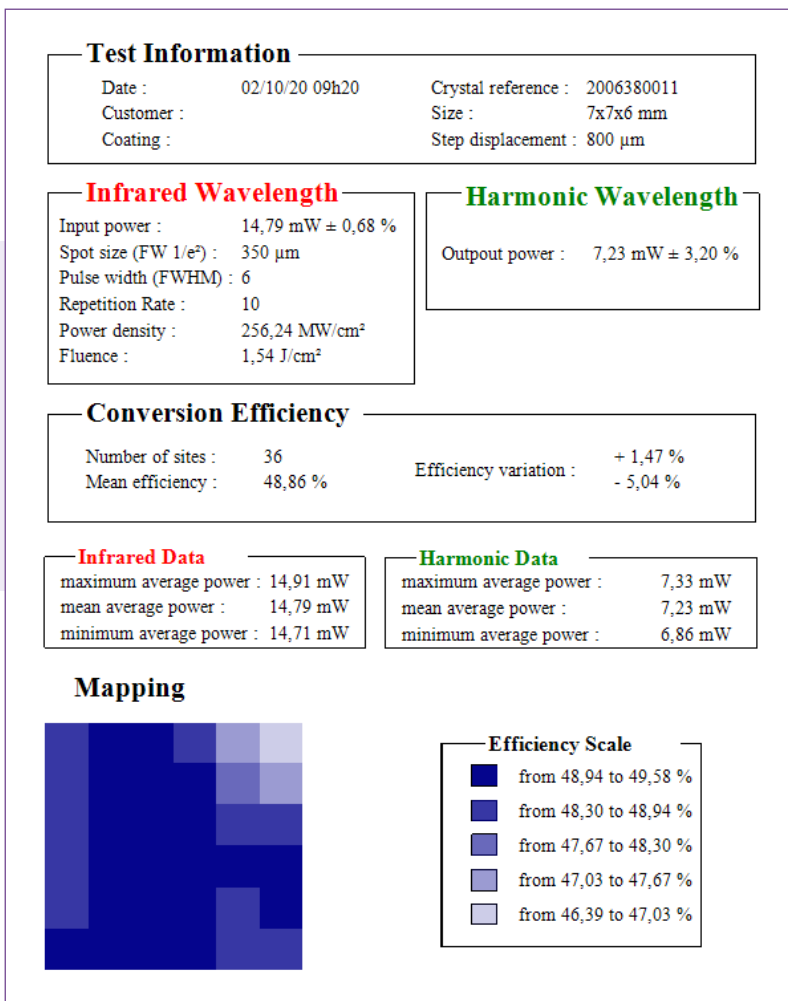 Test Information
Date : 02/10/20 09h20 Crystal reference : 2006380011
Customer : Size : 7x7x6 mm
Coating : Step displacement : 800 µm
Infrared Wavelength
Input power : 14,79 mW ± 0,68 %
Spot size (FW 1/e²) : 350 µm
Pulse width (FWHM) : 6
Repetition Rate : 10
Power density : 256,24 MW/cm²
Fluence : 1,54 J/cm²
Harmonic Wavelength
Outpout power : 7,23 mW ± 3,20 %
Conversion Efficiency
Number of sites : 36
Mean efficiency : 48,86 %
Efficiency variation : + 1,47 %
- 5,04 %
Infrared Data
maximum average power : 14,91 mW
mean average power : 14,79 mW
minimum average power : 14,71 mW
Harmonic Data
maximum average power : 7,33 mW
mean average power : 7,23 mW
minimum average power : 6,86 mW
Mapping
Efficiency Scale
from 48,94 to 49,58 %
from 48,30 to 48,94 %
from 47,67 to 48,30 %
from 47,03 to 47,67 %
from 46,39 to 47,03 %